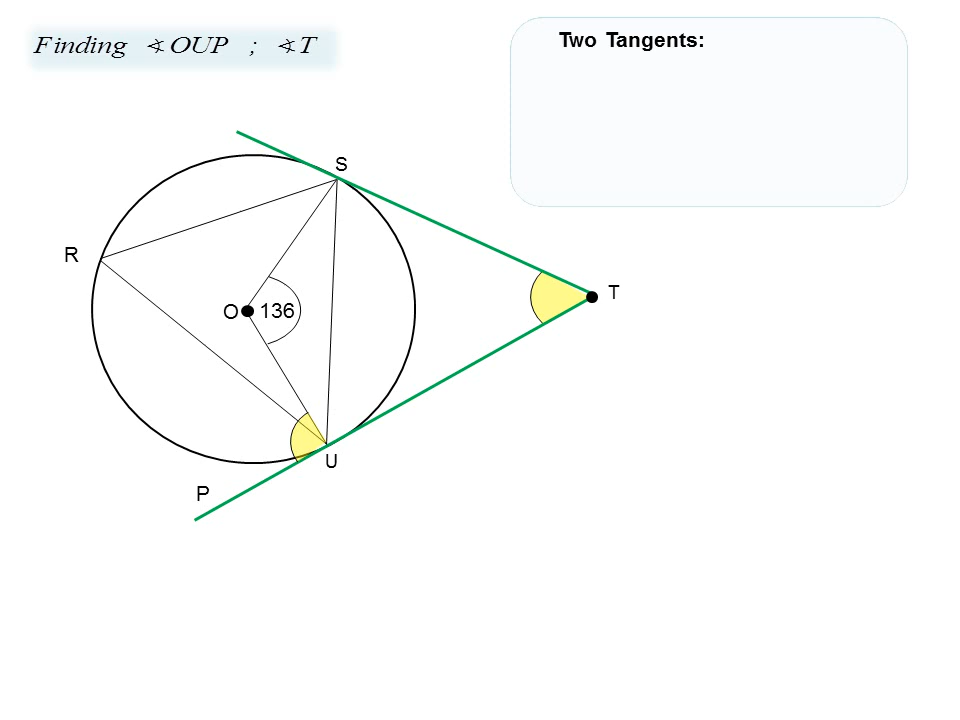 Finding ∢OUP ; ∢T
Two Tangents:
S
R
O 136
T
U
P